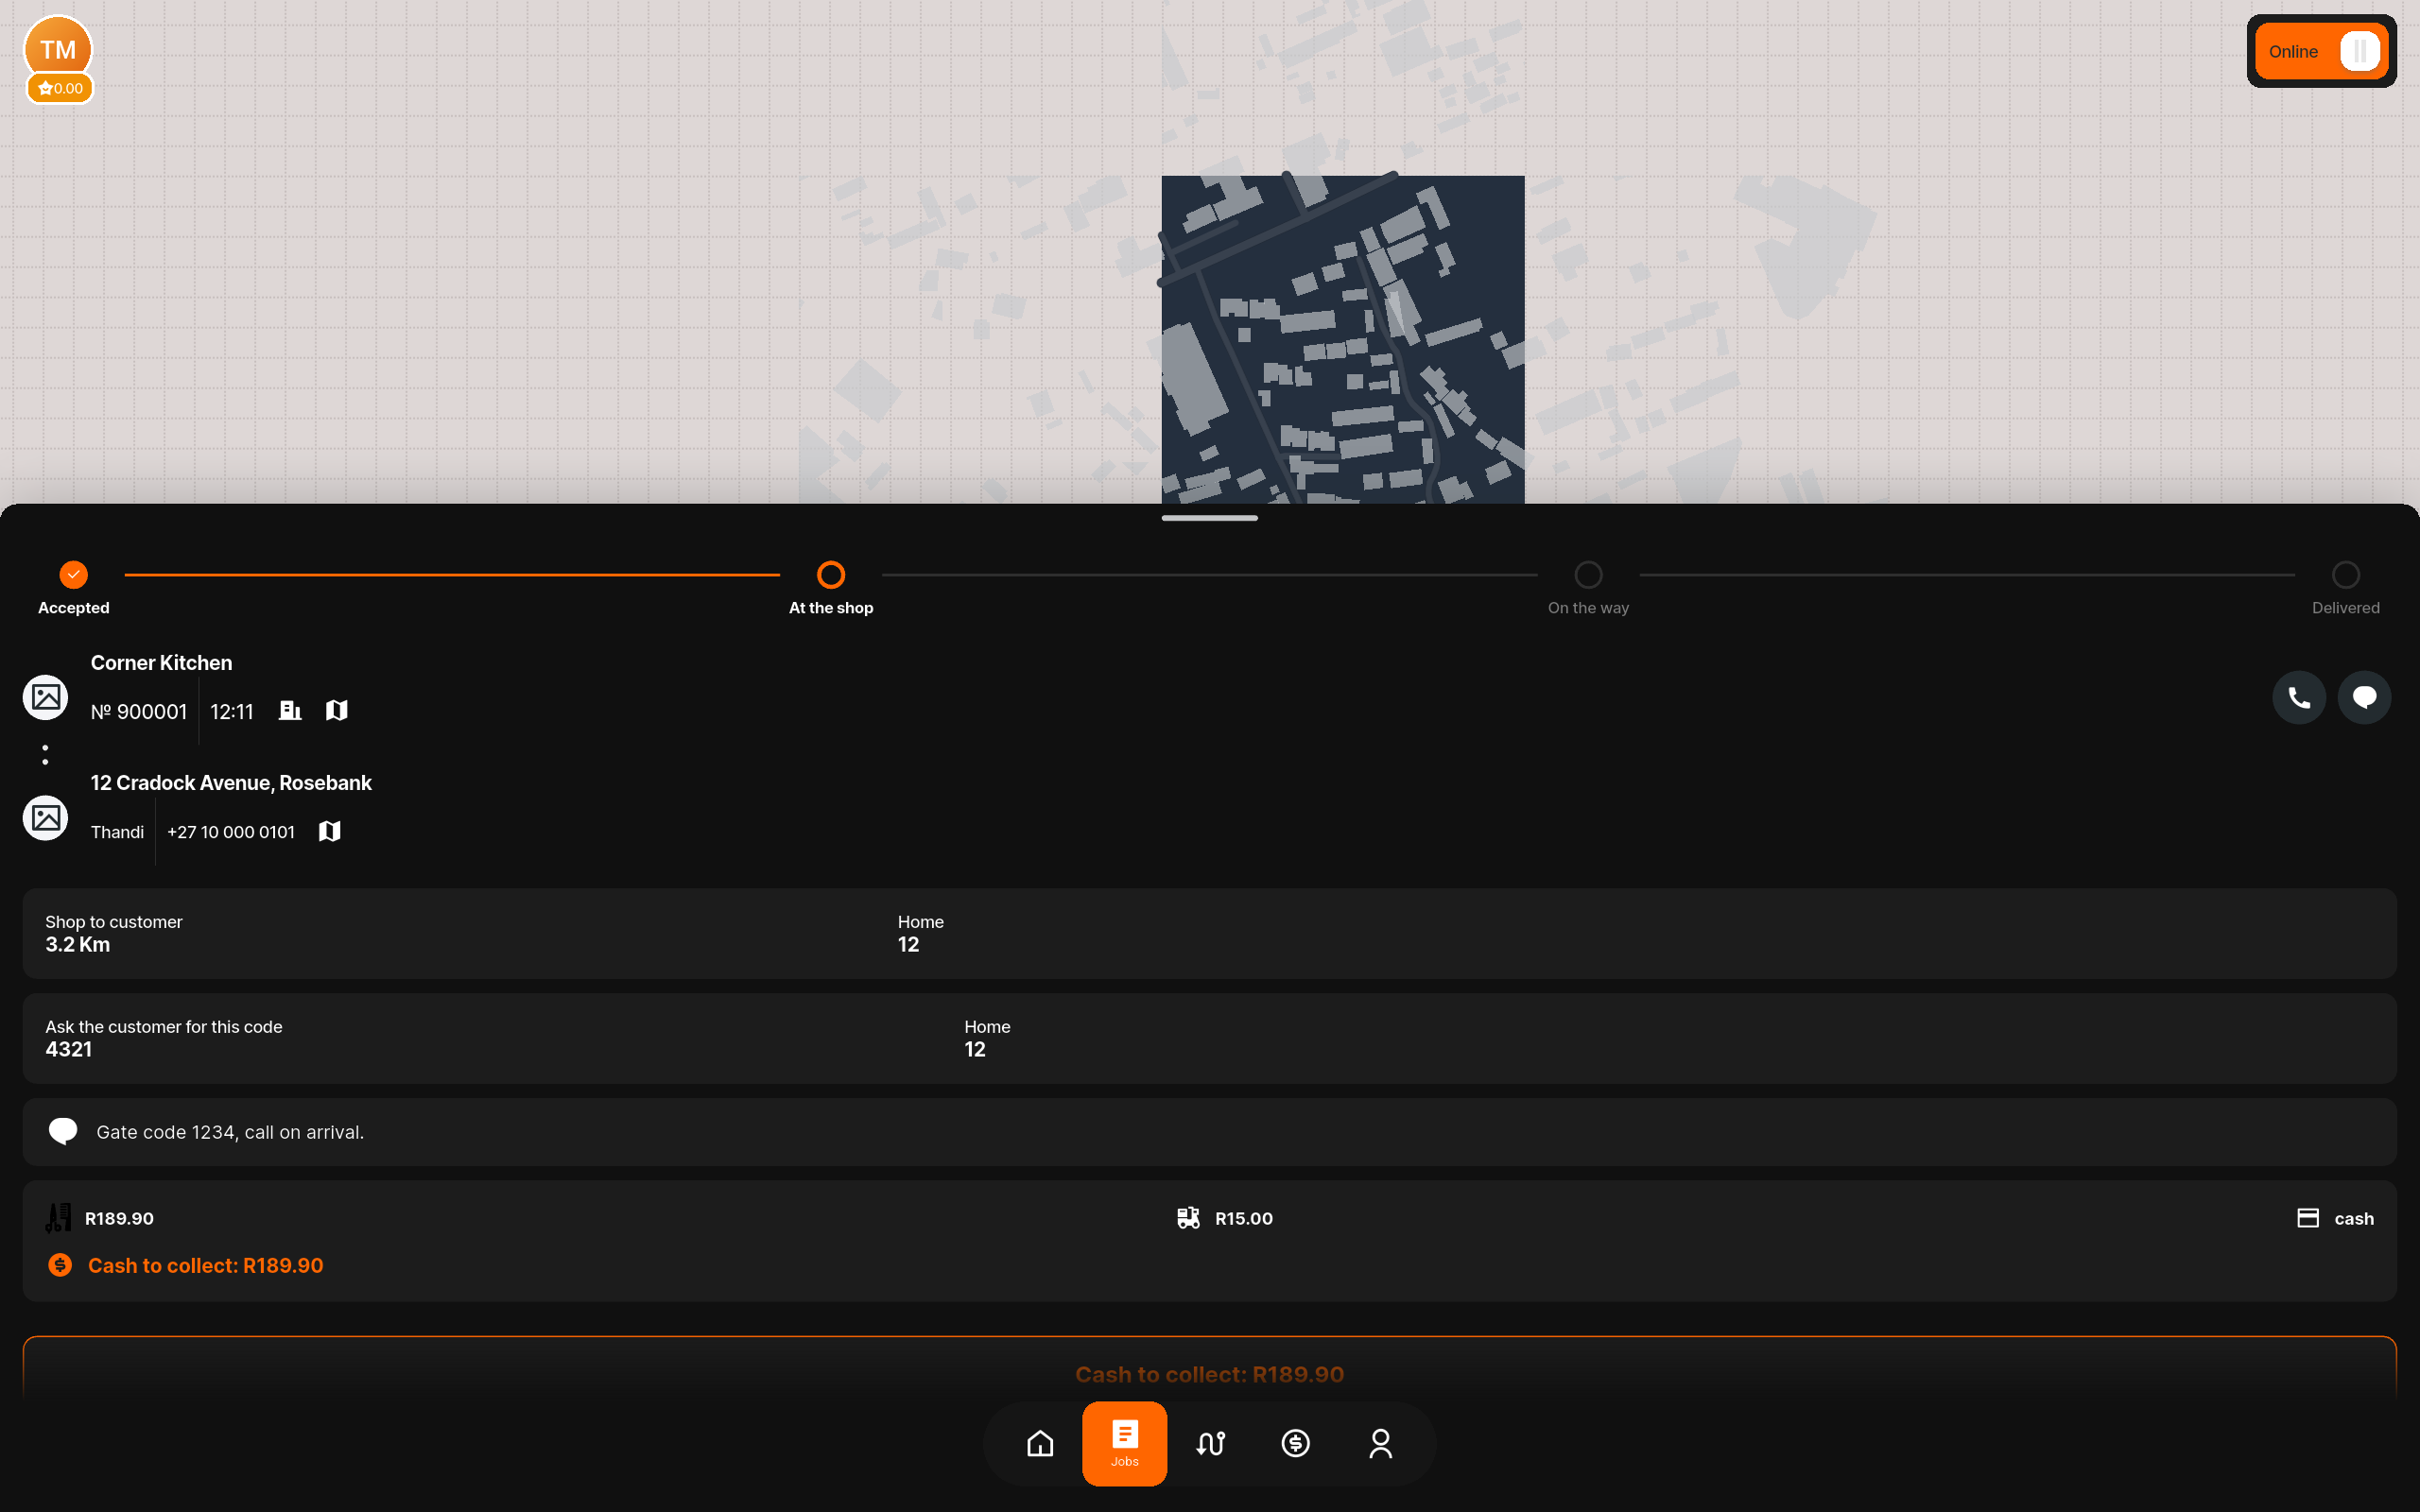 TM
0.00
Online
Accepted
At the shop
On the way
Delivered
Corner Kitchen
№ 900001 12:11
12 Cradock Avenue, Rosebank
Thandi +27 10 000 0101
Shop to customer Home
3.2 Km 12
Ask the customer for this code Home
4321 12
Gate code 1234, call on arrival.
R189.90 R15.00 cash
Cash to collect: R189.90
Cash to collect: R189.90
Jobs